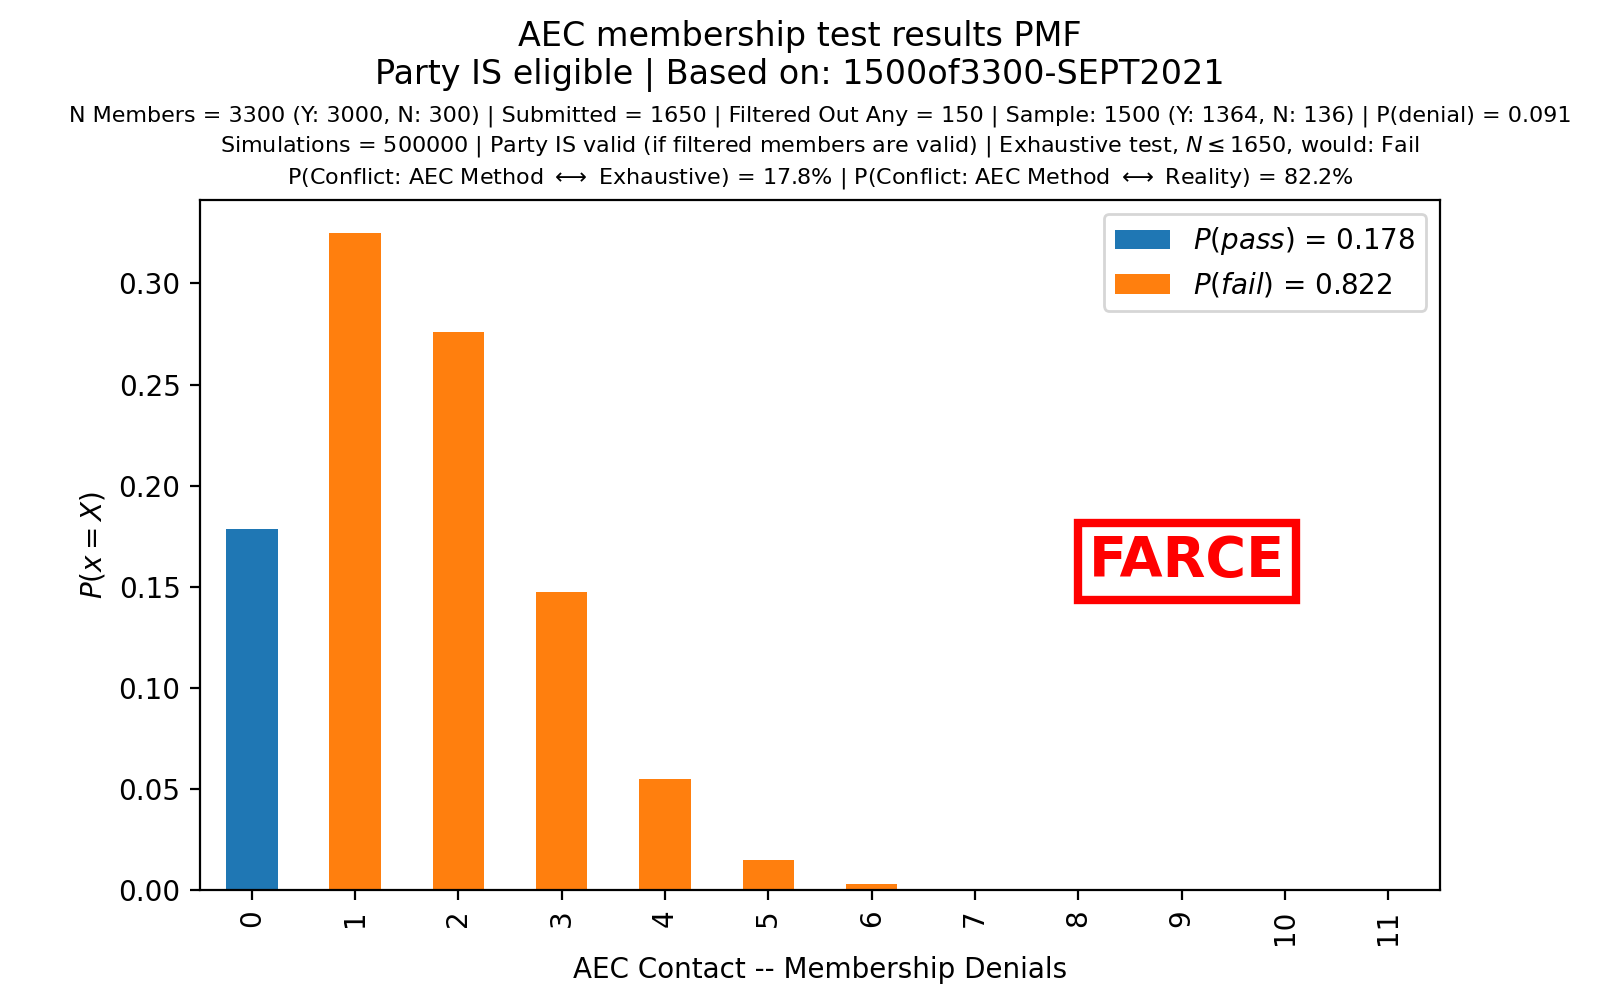 AEC membership test results PMF
Party IS eligible | Based on: 1500of3300-SEPT2021
N Members = 3300 (Y: 3000, N: 300) | Submitted = 1650 | Filtered Out Any = 150 | Sample: 1500 (Y: 1364, N: 136) | P(denial) = 0.091
Simulations = 500000 | Party IS valid (if filtered members are valid) | Exhaustive test, N ≤ 1650, would: Fail
P(Conflict: AEC Method ⟷ Exhaustive) = 17.8% | P(Conflict: AEC Method ⟷ Reality) = 82.2%
P(pass) = 0.178
P(fail) = 0.822
0.30
0.25
0.20
0.15
0.10
0.05
0.00
P(x = X)
FARCE
0 1 2 3 4 5 6 7 8 9 10 11
AEC Contact -- Membership Denials